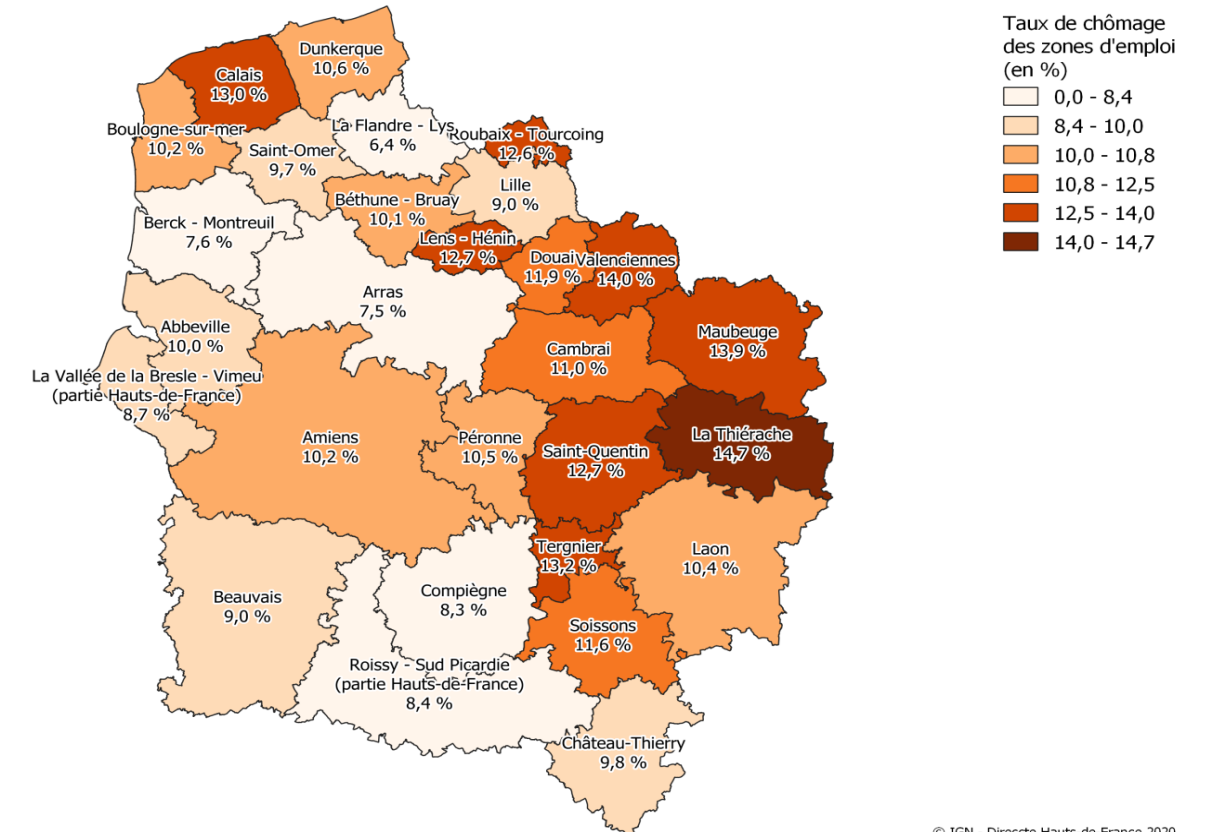 Taux de chômage
des zones d'emploi
(en %)
0,0 - 8,4
8,4 - 10,0
10,0 - 10,8
10,8 - 12,5
12,5 - 14,0
14,0 - 14,7
Dunkerque
10,6 %
Calais
13,0 %
Boulogne-sur-mer
10,2 %
La Flandre - Lys
6,4 %
Roubaix - Tourcoing
12,6 %
Saint-Omer
9,7 %
Lille
9,0 %
Béthune - Bruay
10,1 %
Berck - Montreuil
7,6 %
Lens - Hénin
12,7 %
Douai
11,9 %
Valenciennes
14,0 %
Arras
7,5 %
Abbeville
10,0 %
Maubeuge
13,9 %
Cambrai
11,0 %
La Vallée de la Bresle - Vimeu
(partie Hauts-de-France)
8,7 %
Amiens
10,2 %
Péronne
10,5 %
Saint-Quentin
12,7 %
La Thiérache
14,7 %
Tergnier
13,2 %
Laon
10,4 %
Beauvais
9,0 %
Compiègne
8,3 %
Soissons
11,6 %
Roissy - Sud Picardie
(partie Hauts-de-France)
8,4 %
Château-Thierry
9,8 %
© IGN - Direccte Hauts-de-France 2020